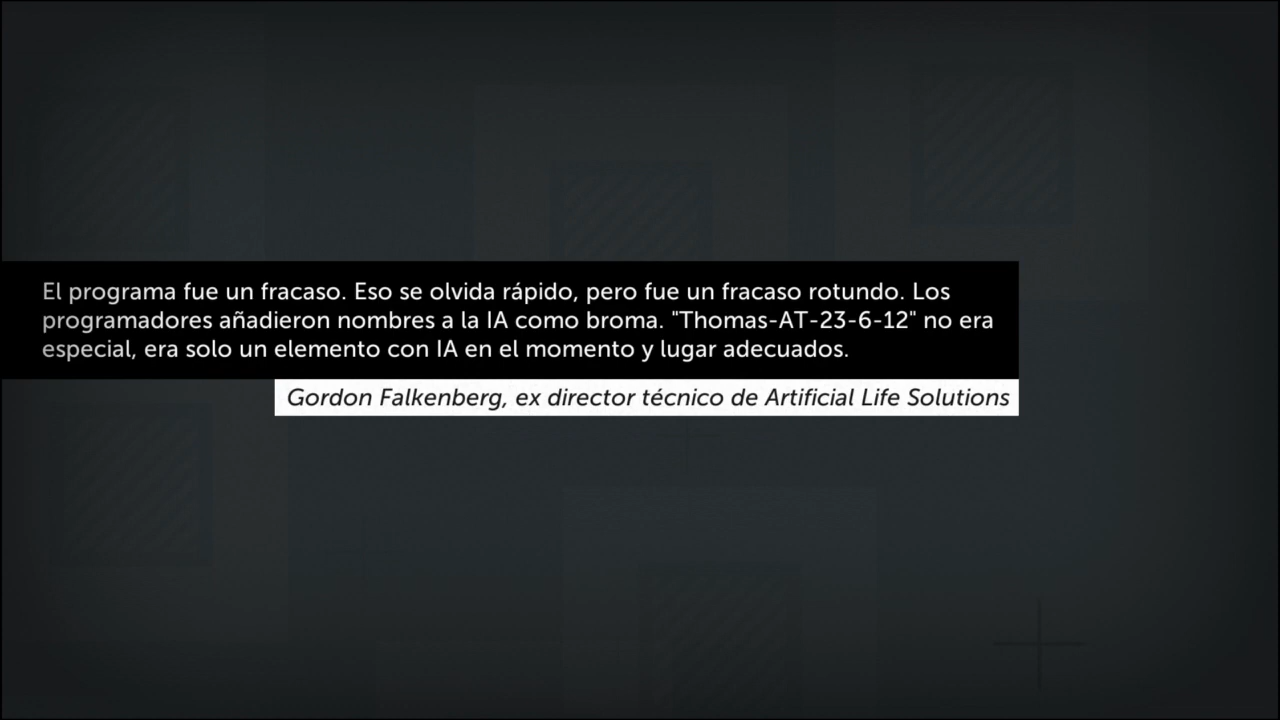 El programa fue un fracaso. Eso se olvida rápido, pero fue un fracaso rotundo. Los
programadores añadieron nombres a la IA como broma. "Thomas-AT-23-6-12" no era
especial, era solo un elemento con IA en el momento y lugar adecuados.
Gordon Falkenberg, ex director técnico de Artificial Life Solutions